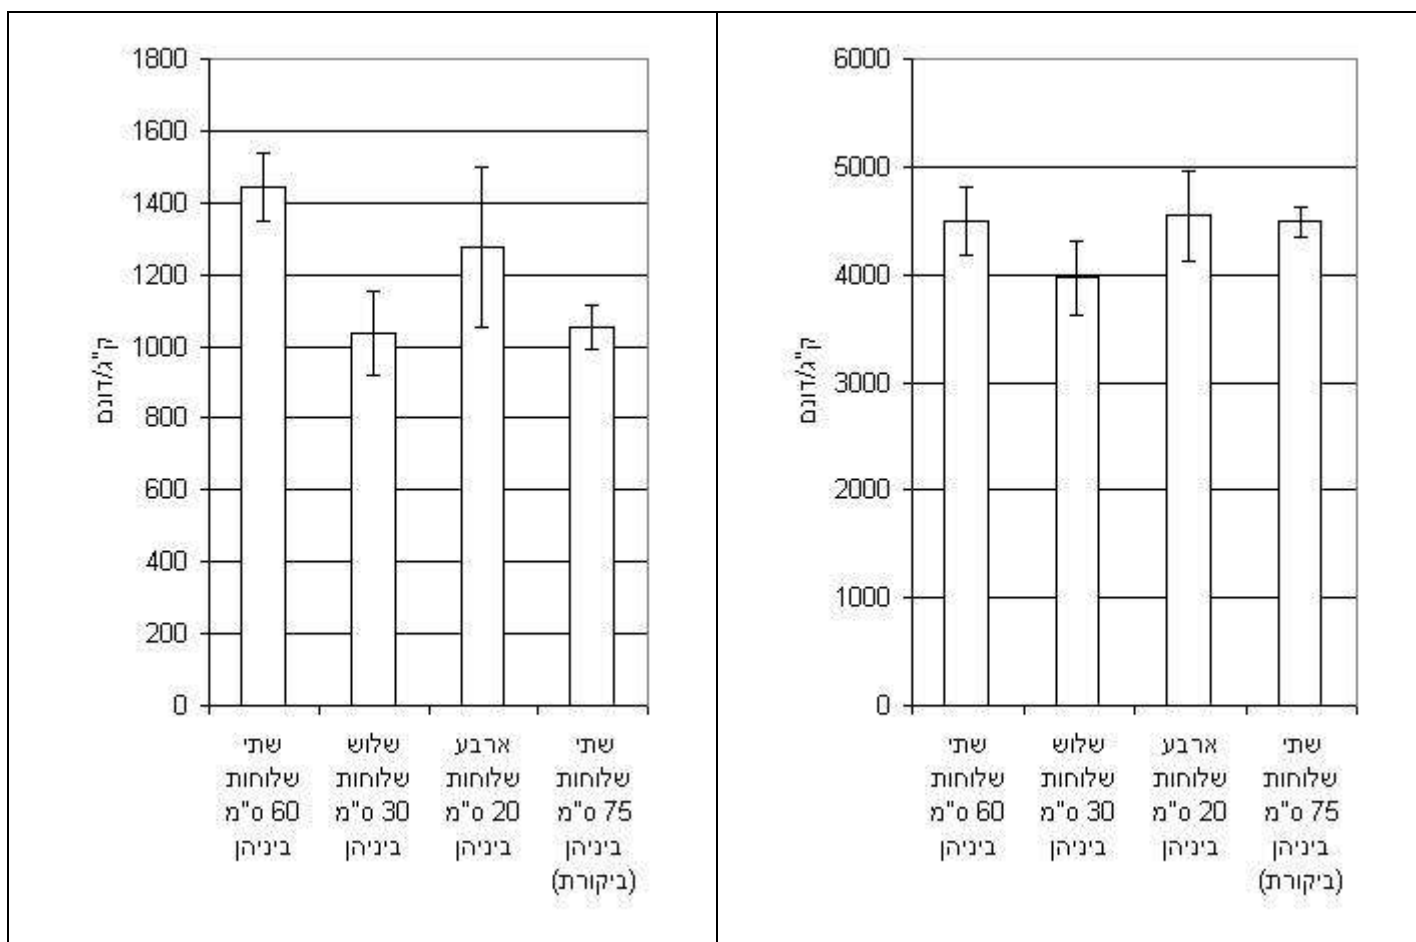 1800
1600
1400
1200
1000
800
600
400
200
0
ק"ג/דונם
שתי
שלוחות
60 ס"מ
ביניהן
שלוש
שלוחות
30 ס"מ
ביניהן
ארבע
שלוחות
20 ס"מ
ביניהן
שתי
שלוחות
75 ס"מ
ביניהן
(ביקורת)
6000
5000
4000
3000
2000
1000
0
ק"ג/דונם
שתי
שלוחות
60 ס"מ
ביניהן
שלוש
שלוחות
30 ס"מ
ביניהן
ארבע
שלוחות
20 ס"מ
ביניהן
שתי
שלוחות
75 ס"מ
ביניהן
(ביקורת)